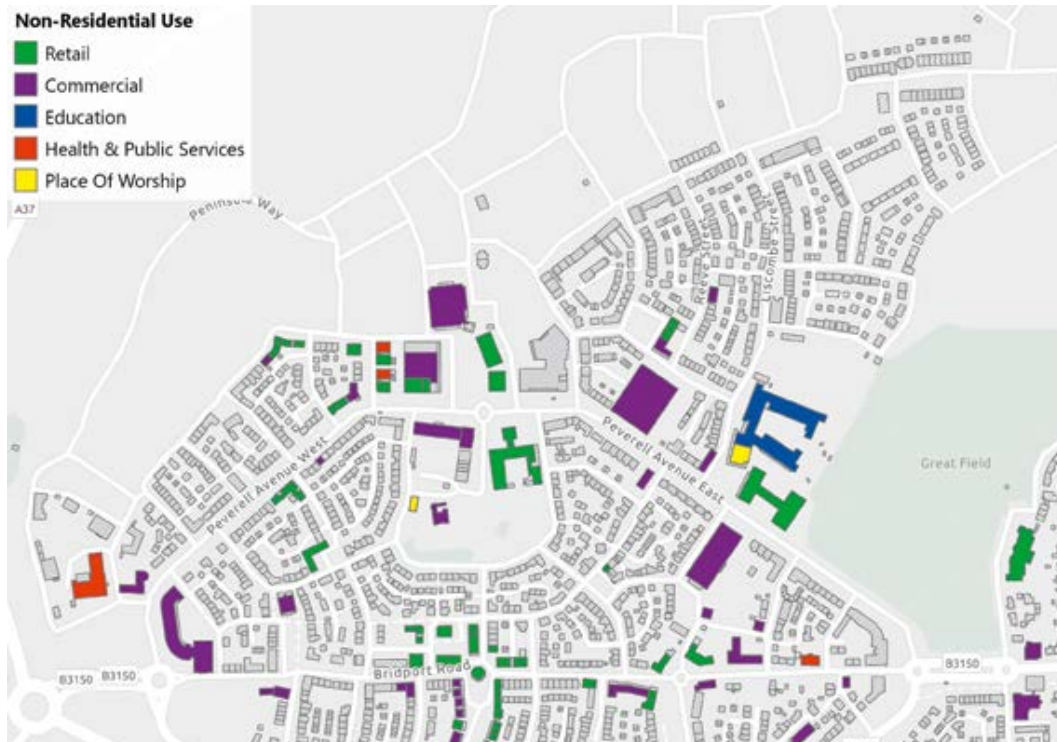 Non-Residential Use
Retail
Commercial
Education
Health & Public Services
Place Of Worship
A37
Peninsula Way
Reeve Street
Liscombe Street
Peverell Avenue West
Peverell Avenue East
Great Field
B3150
B3150
Bridport Road
B3150